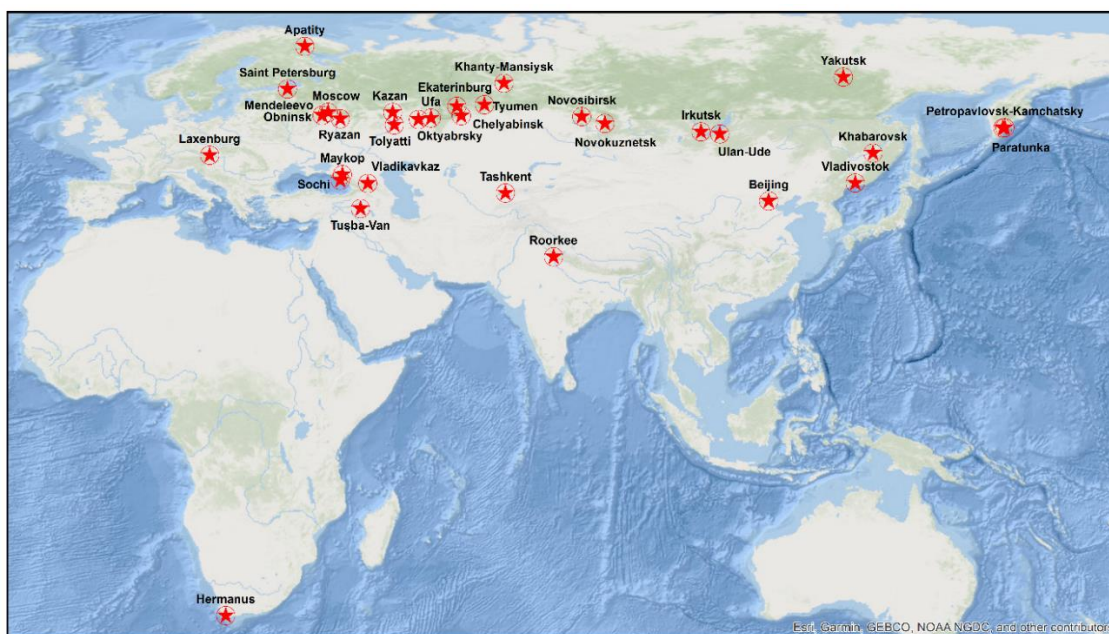 Apatity
Yakutsk
Saint Petersburg
Khanty-Mansiysk
Ekaterinburg
Moscow
Kazan
Ufa
Tyumen
Novosibirsk
Mendeleevo
Obninsk
Petropavlovsk-Kamchatsky
Irkutsk
Chelyabinsk
Ryazan
Tolyatti
Oktyabrsky
Khabarovsk
Novokuznetsk
Laxenburg
Ulan-Ude
Paratunka
Maykop
Vladikavkaz
Vladivostok
Tashkent
Sochi
Beijing
Tuşba-Van
Roorkee
Hermanus
Esri, Garmin, GEBCO, NOAA NGDC, and other contributor